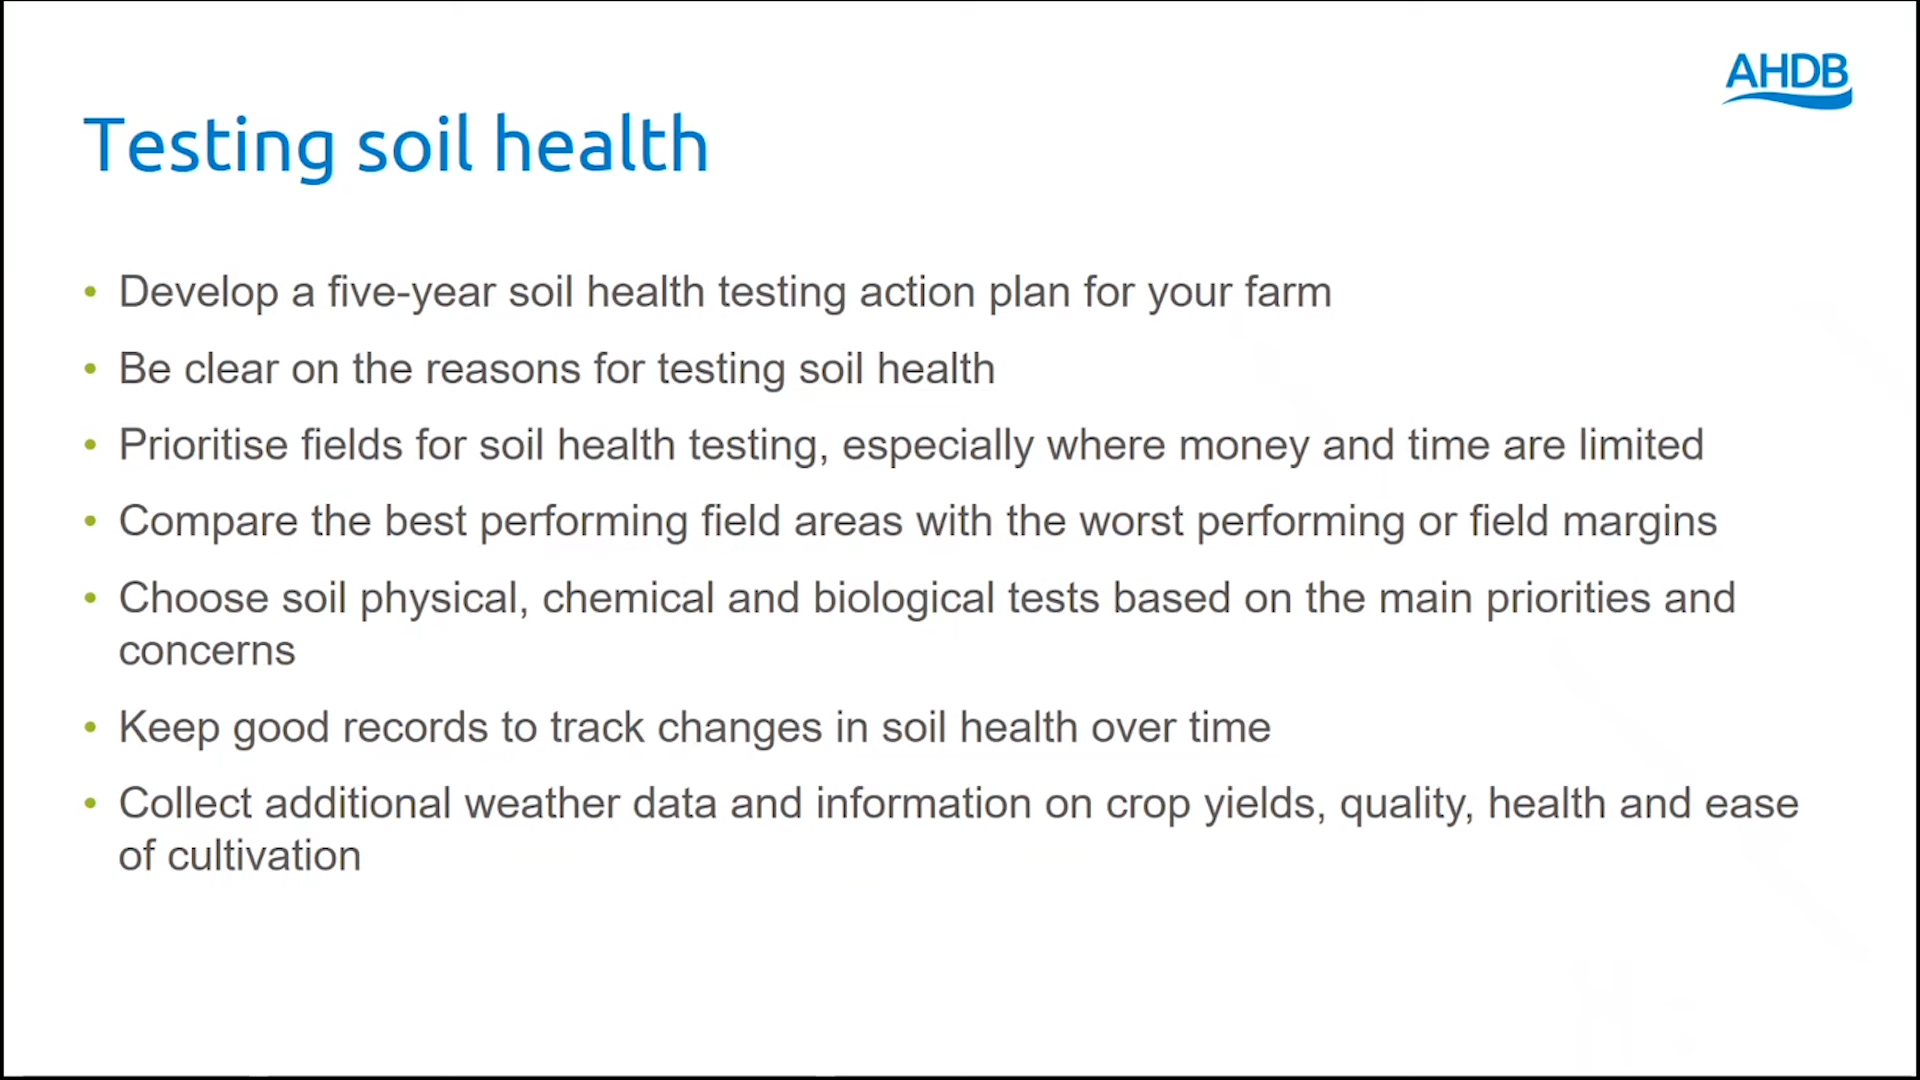 AHDB
Testing soil health
• Develop a five-year soil health testing action plan for your farm
• Be clear on the reasons for testing soil health
• Prioritise fields for soil health testing, especially where money and time are limited
• Compare the best performing field areas with the worst performing or field margins
• Choose soil physical, chemical and biological tests based on the main priorities and
concerns
• Keep good records to track changes in soil health over time
• Collect additional weather data and information on crop yields, quality, health and ease
of cultivation